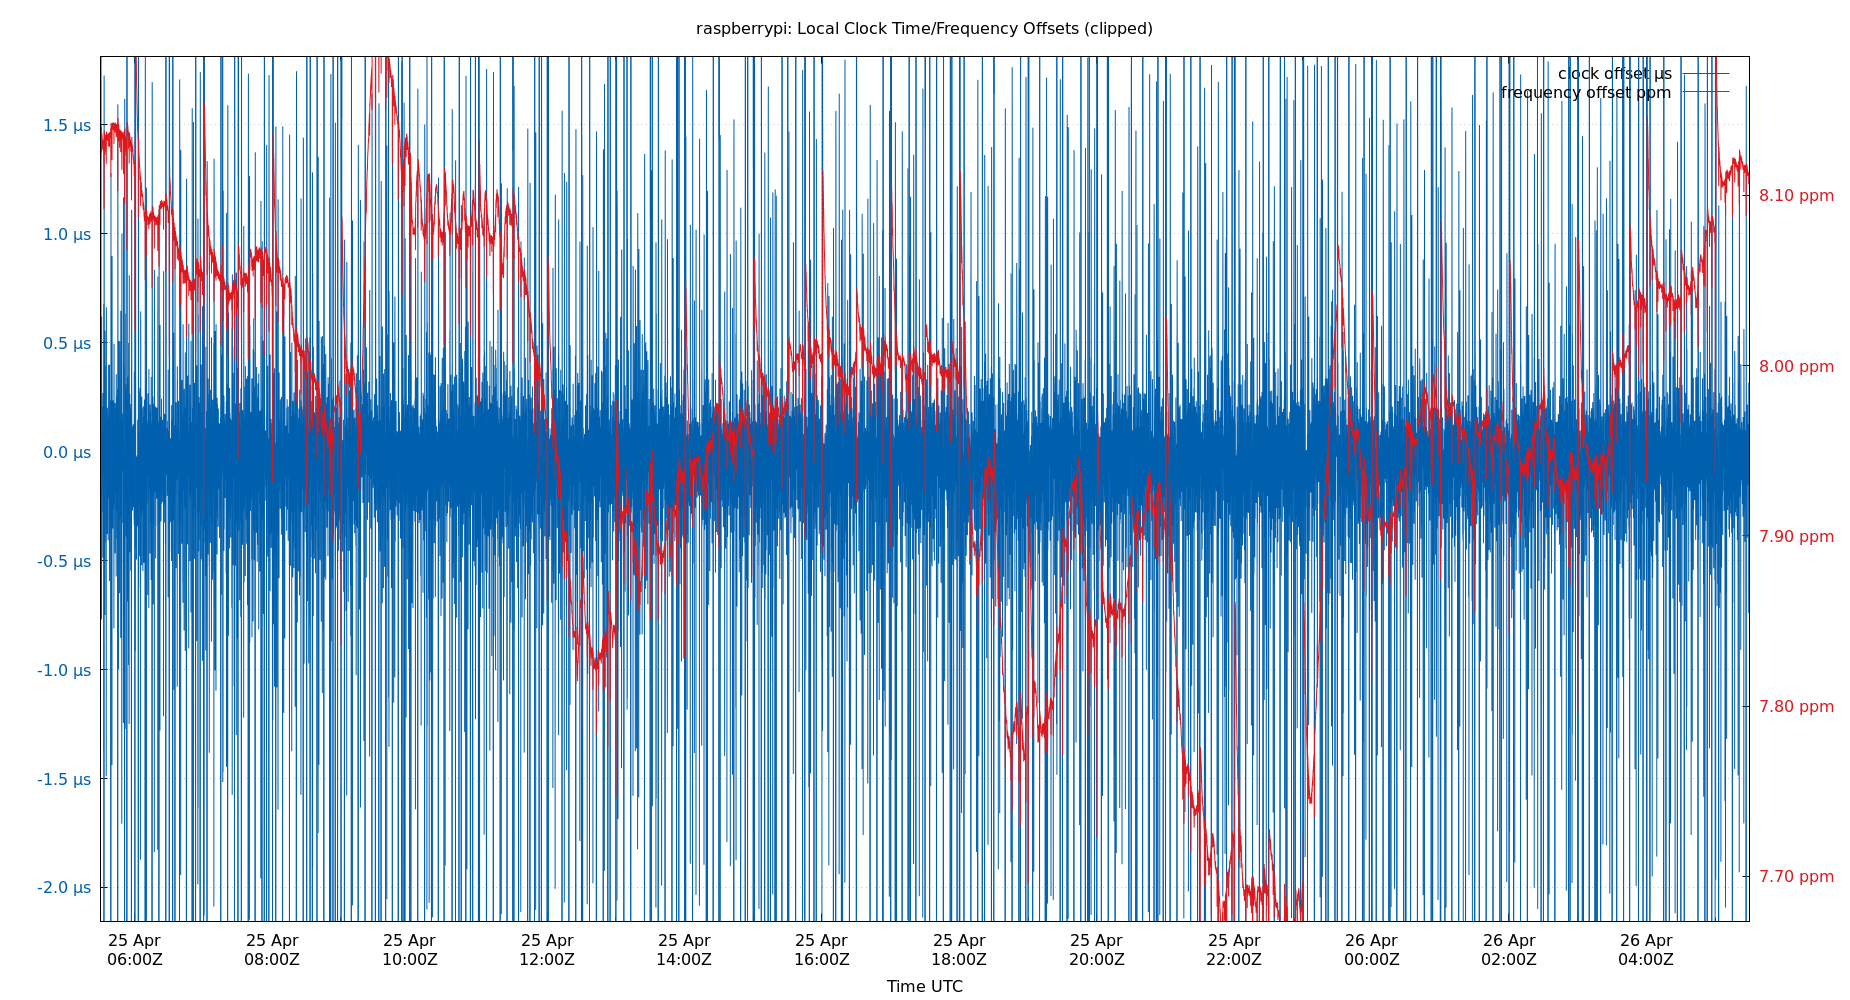 raspberrypi: Local Clock Time/Frequency Offsets (clipped)
clock offset µs
frequency offset ppm
1.5 µs
1.0 µs
0.5 µs
0.0 µs
-0.5 µs
-1.0 µs
-1.5 µs
-2.0 µs
8.10 ppm
8.00 ppm
7.90 ppm
7.80 ppm
7.70 ppm
25 Apr 25 Apr 25 Apr 25 Apr 25 Apr 25 Apr 25 Apr 25 Apr 25 Apr 26 Apr 26 Apr 26 Apr
06:00Z 08:00Z 10:00Z 12:00Z 14:00Z 16:00Z 18:00Z 20:00Z 22:00Z 00:00Z 02:00Z 04:00Z
Time UTC